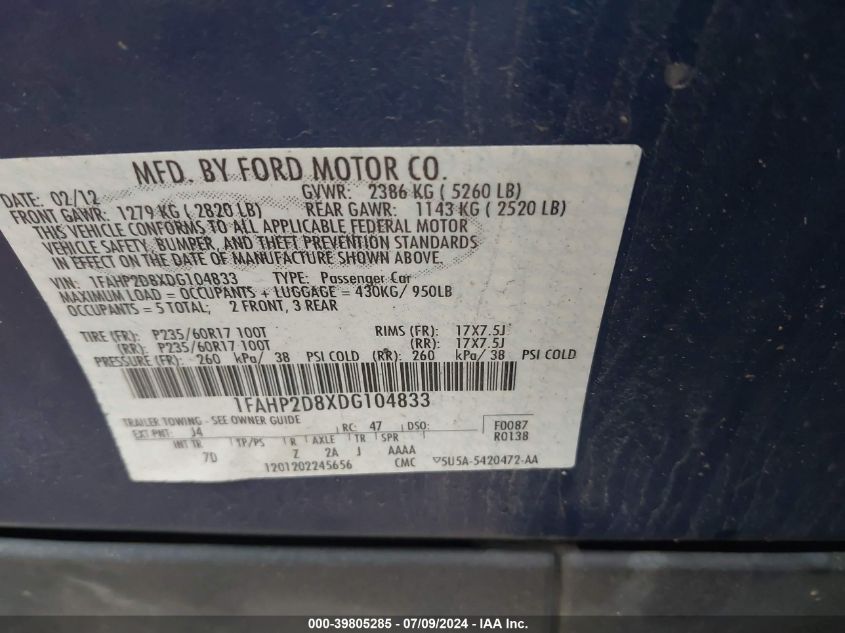 MFD. BY FORD MOTOR CO.
DATE: 02/12 GVWR: 2386 KG ( 5260 LB)
FRONT GAWR: 1279 KG ( 2820 LB) REAR GAWR: 1143 KG ( 2520 LB)
THIS VEHICLE CONFORMS TO ALL APPLICABLE FEDERAL MOTOR
VEHICLE SAFETY, BUMPER, AND THEFT PREVENTION STANDARDS
IN EFFECT ON THE DATE OF MANUFACTURE SHOWN ABOVE.
VIN: 1FAHP2D8XDG104833 TYPE: Passenger Car
MAXIMUM LOAD = OCCUPANTS + LUGGAGE = 430KG/ 950LB
OCCUPANTS = 5 TOTAL; 2 FRONT, 3 REAR
TIRE (FR): P235/60R17 100T RIMS (FR): 17X7.5J
(RR): P235/60R17 100T (RR): 17X7.5J
PRESSURE (FR): 260 kPa/ 38 PSI COLD (RR): 260 kPa/ 38 PSI COLD
1FAHP2D8XDG104833
TRAILER TOWING - SEE OWNER GUIDE
EXT PNT: J4 RC: 47 DSO: F0087
R0138
INT TR TP/PS R AXLE TR SPR
7D Z 2A J AAAA
1201202245656 CMC ▽5U5A-5420472-AA
000-39805285 - 07/09/2024 - IAA Inc.